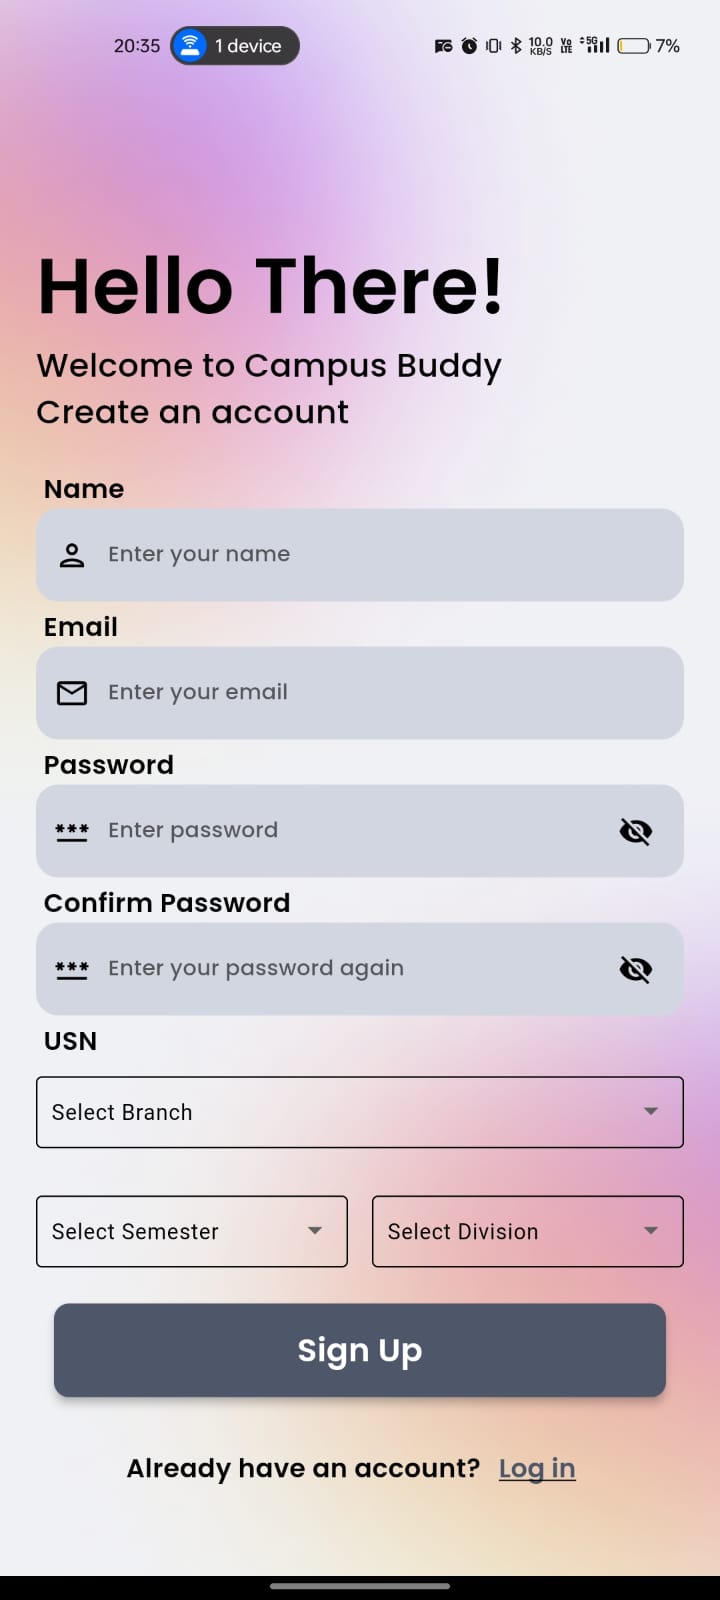 20:35 1 device 10.0 KB/S VoLTE 5G 7%
Hello There!
Welcome to Campus Buddy
Create an account
Name
Enter your name
Email
Enter your email
Password
*** Enter password
Confirm Password
*** Enter your password again
USN
Select Branch
Select Semester Select Division
Sign Up
Already have an account? Log in